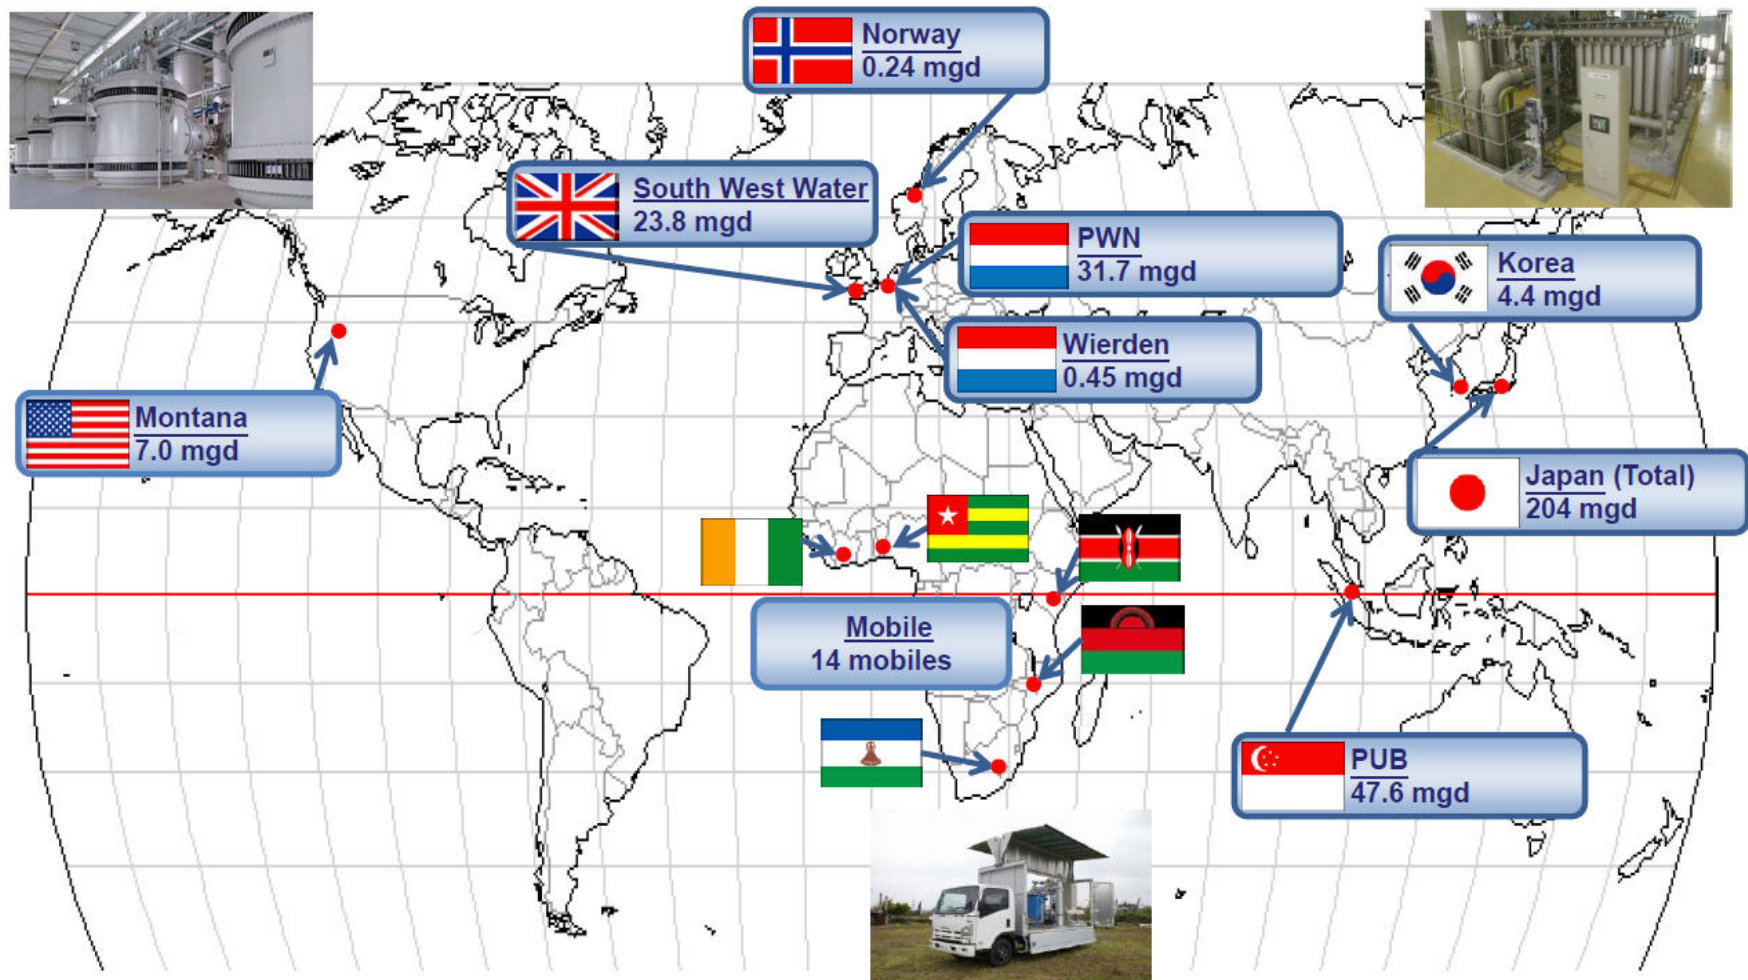 Norway
0.24 mgd
South West Water
23.8 mgd
PWN
31.7 mgd
Korea
4.4 mgd
Wierden
0.45 mgd
Montana
7.0 mgd
Japan (Total)
204 mgd
Mobile
14 mobiles
PUB
47.6 mgd